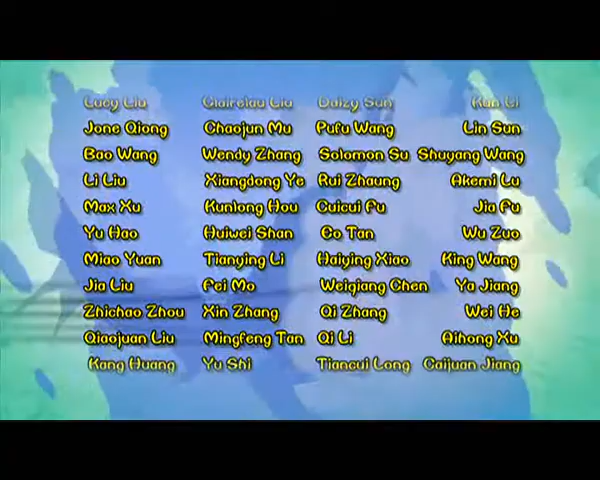 Lucy Liu Clairelau Liu Daizy Sun Kun Li
Jone Qiong Chaojun Mu Pufu Wang Lin Sun
Bao Wang Wendy Zhang Solomon Su Shuyang Wang
Li Liu Xiangdong Ye Rui Zhaung Akemi Lu
Max Xu Kunlong Hou Cuicui Fu Jia Fu
Yu Hao Huiwei Shan Bo Tan Wu Zuo
Miao Yuan Tianying Li Haiying Xiao King Wang
Jia Liu Fei Mo Weiqiang Chen Ya Jiang
Zhichao Zhou Xin Zhang Qi Zhang Wei He
Qiaojuan Liu Mingfeng Tan Qi Li Aihong Xu
Kang Huang Yu Shi Tiancui Long Caijuan Jiang